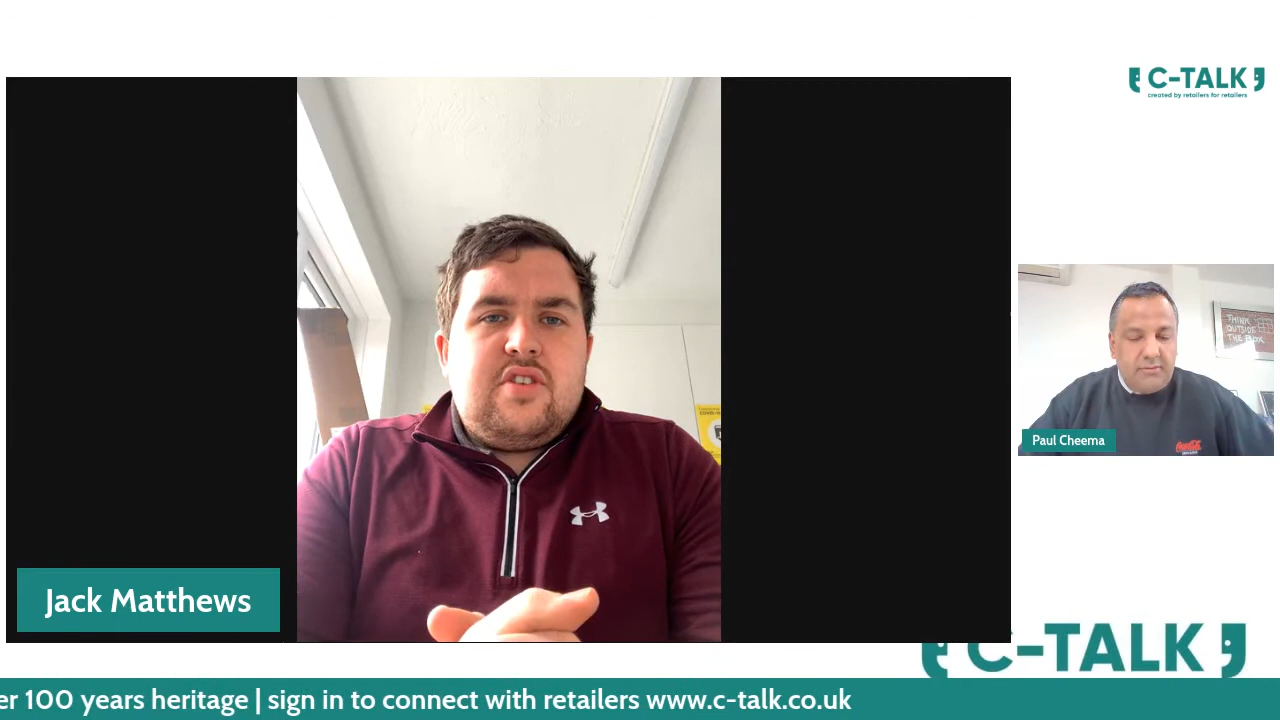 C-TALK
created by retailers for retailers
THINK
OUTSIDE
THE BOX
Paul Cheema
Jack Matthews
C-TALK
er 100 years heritage | sign in to connect with retailers www.c-talk.co.uk